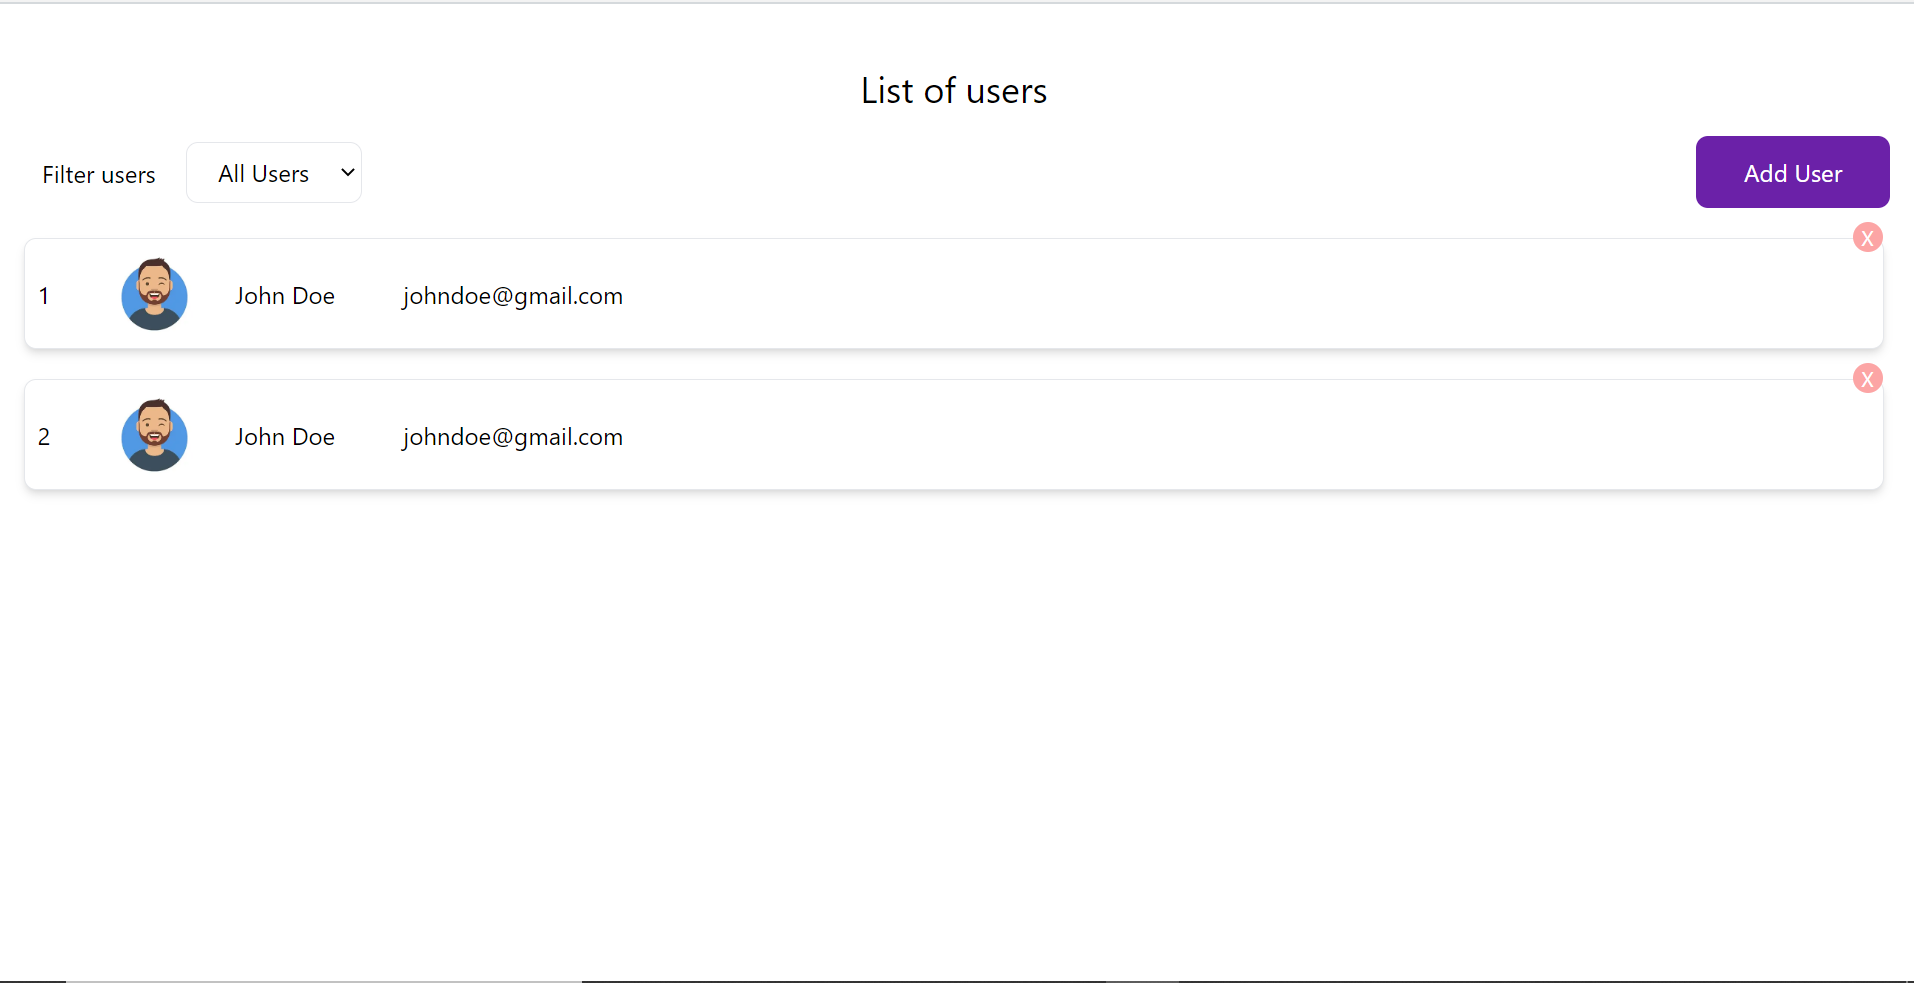 List of users
Filter users All Users Add User
X
1 John Doe johndoe@gmail.com
X
2 John Doe johndoe@gmail.com